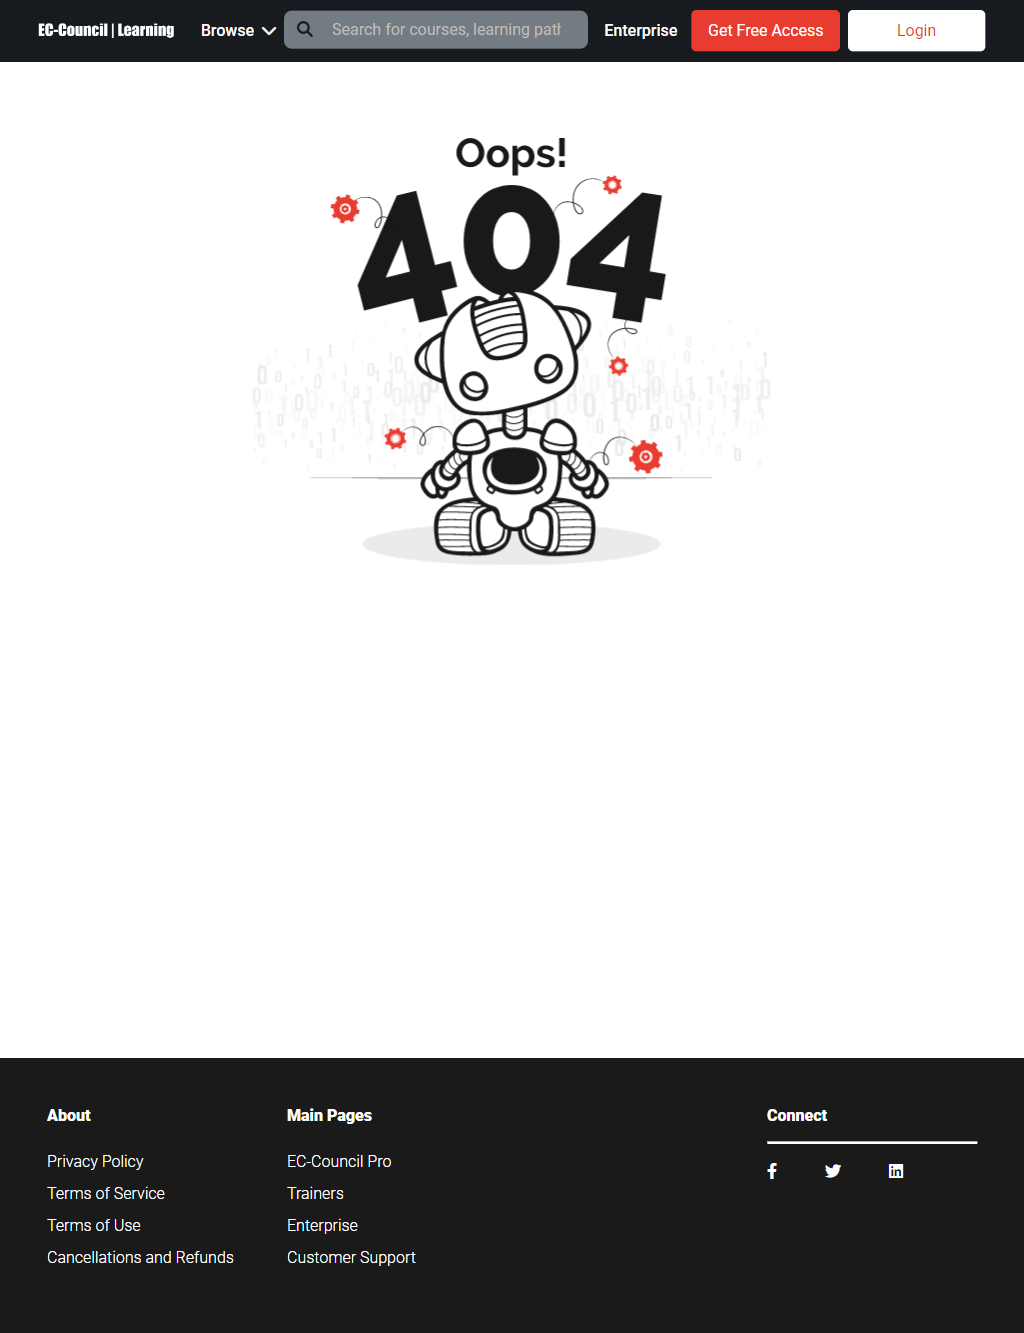 EC-Council | Learning
Browse
Search for courses, learning pat
Enterprise
Get Free Access
Login
Oops!
404
About
Privacy Policy
Terms of Service
Terms of Use
Cancellations and Refunds
Main Pages
EC-Council Pro
Trainers
Enterprise
Customer Support
Connect